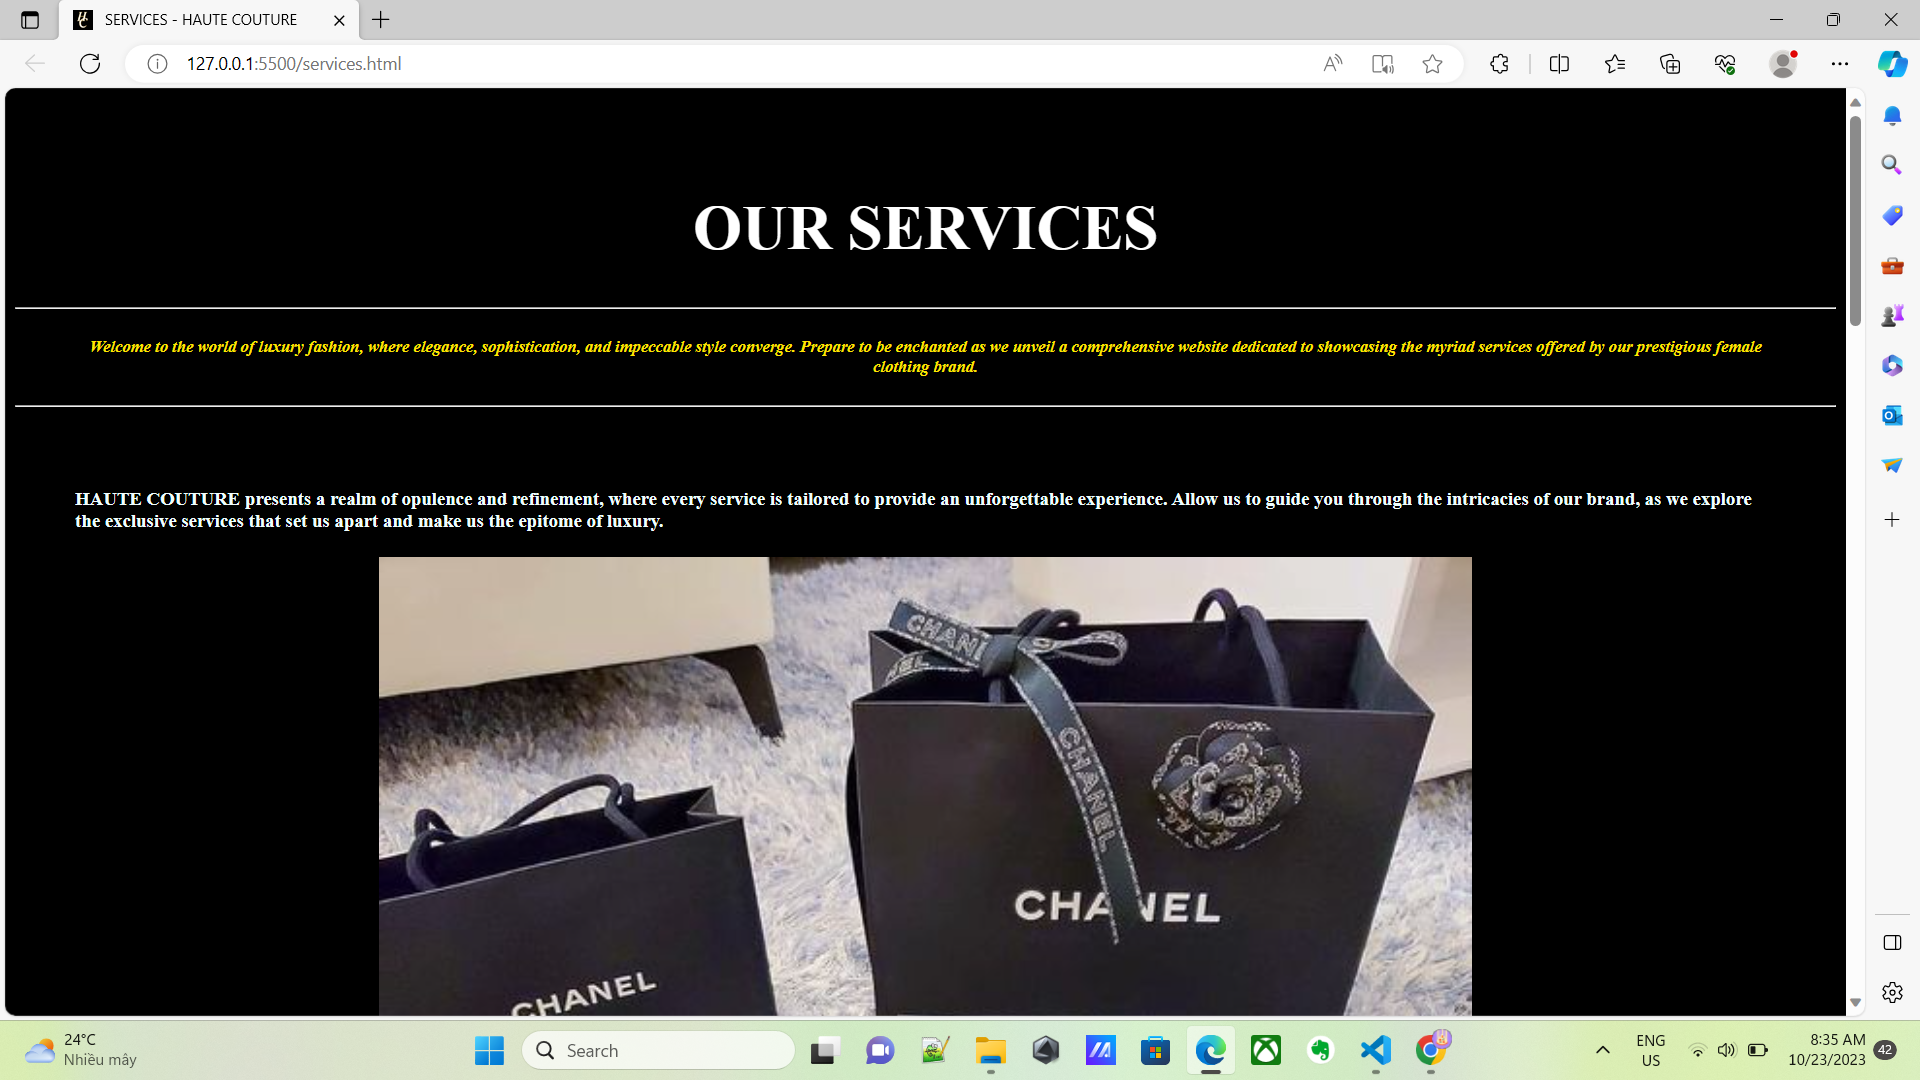 SERVICES - HAUTE COUTURE
127.0.0.1:5500/services.html
OUR SERVICES
Welcome to the world of luxury fashion, where elegance, sophistication, and impeccable style converge. Prepare to be enchanted as we unveil a comprehensive website dedicated to showcasing the myriad services offered by our prestigious female
clothing brand.
HAUTE COUTURE presents a realm of opulence and refinement, where every service is tailored to provide an unforgettable experience. Allow us to guide you through the intricacies of our brand, as we explore
the exclusive services that set us apart and make us the epitome of luxury.
CHANEL
CHANEL
CHANEL
24°C
Nhiều mây
Search
ENG
US
8:35 AM
10/23/2023
42